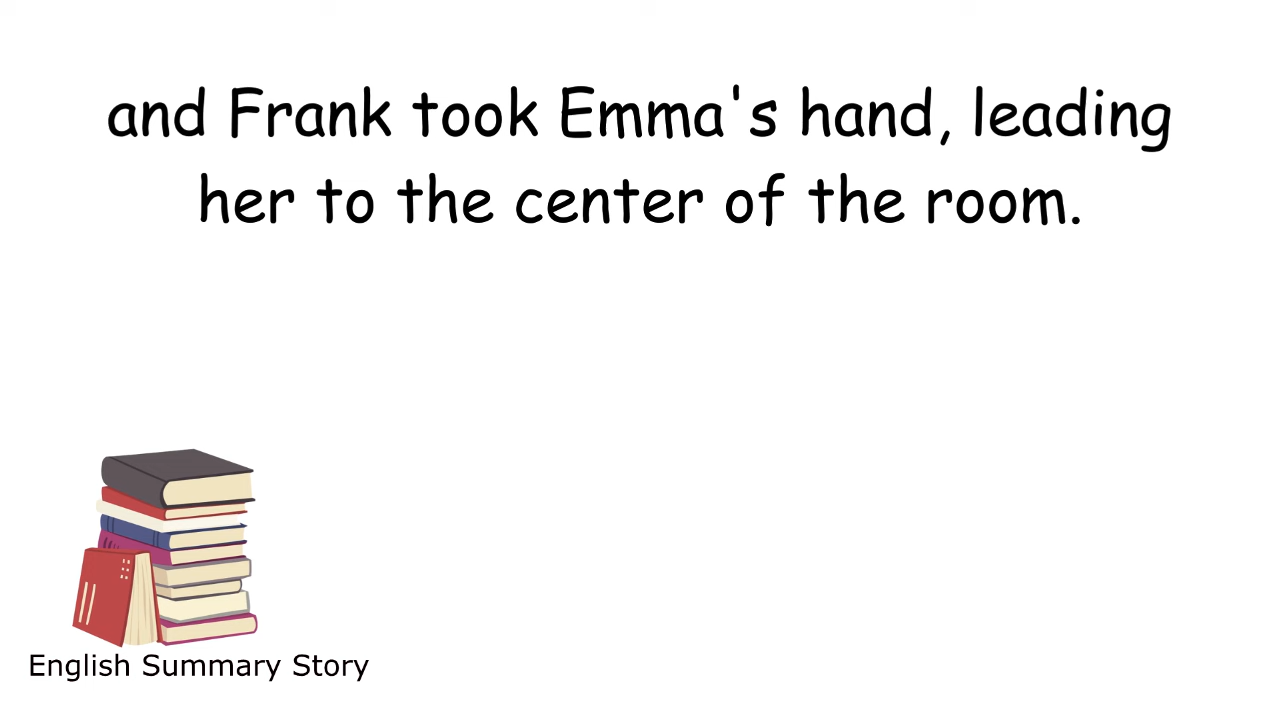 and Frank took Emma's hand, leading
her to the center of the room.
English Summary Story